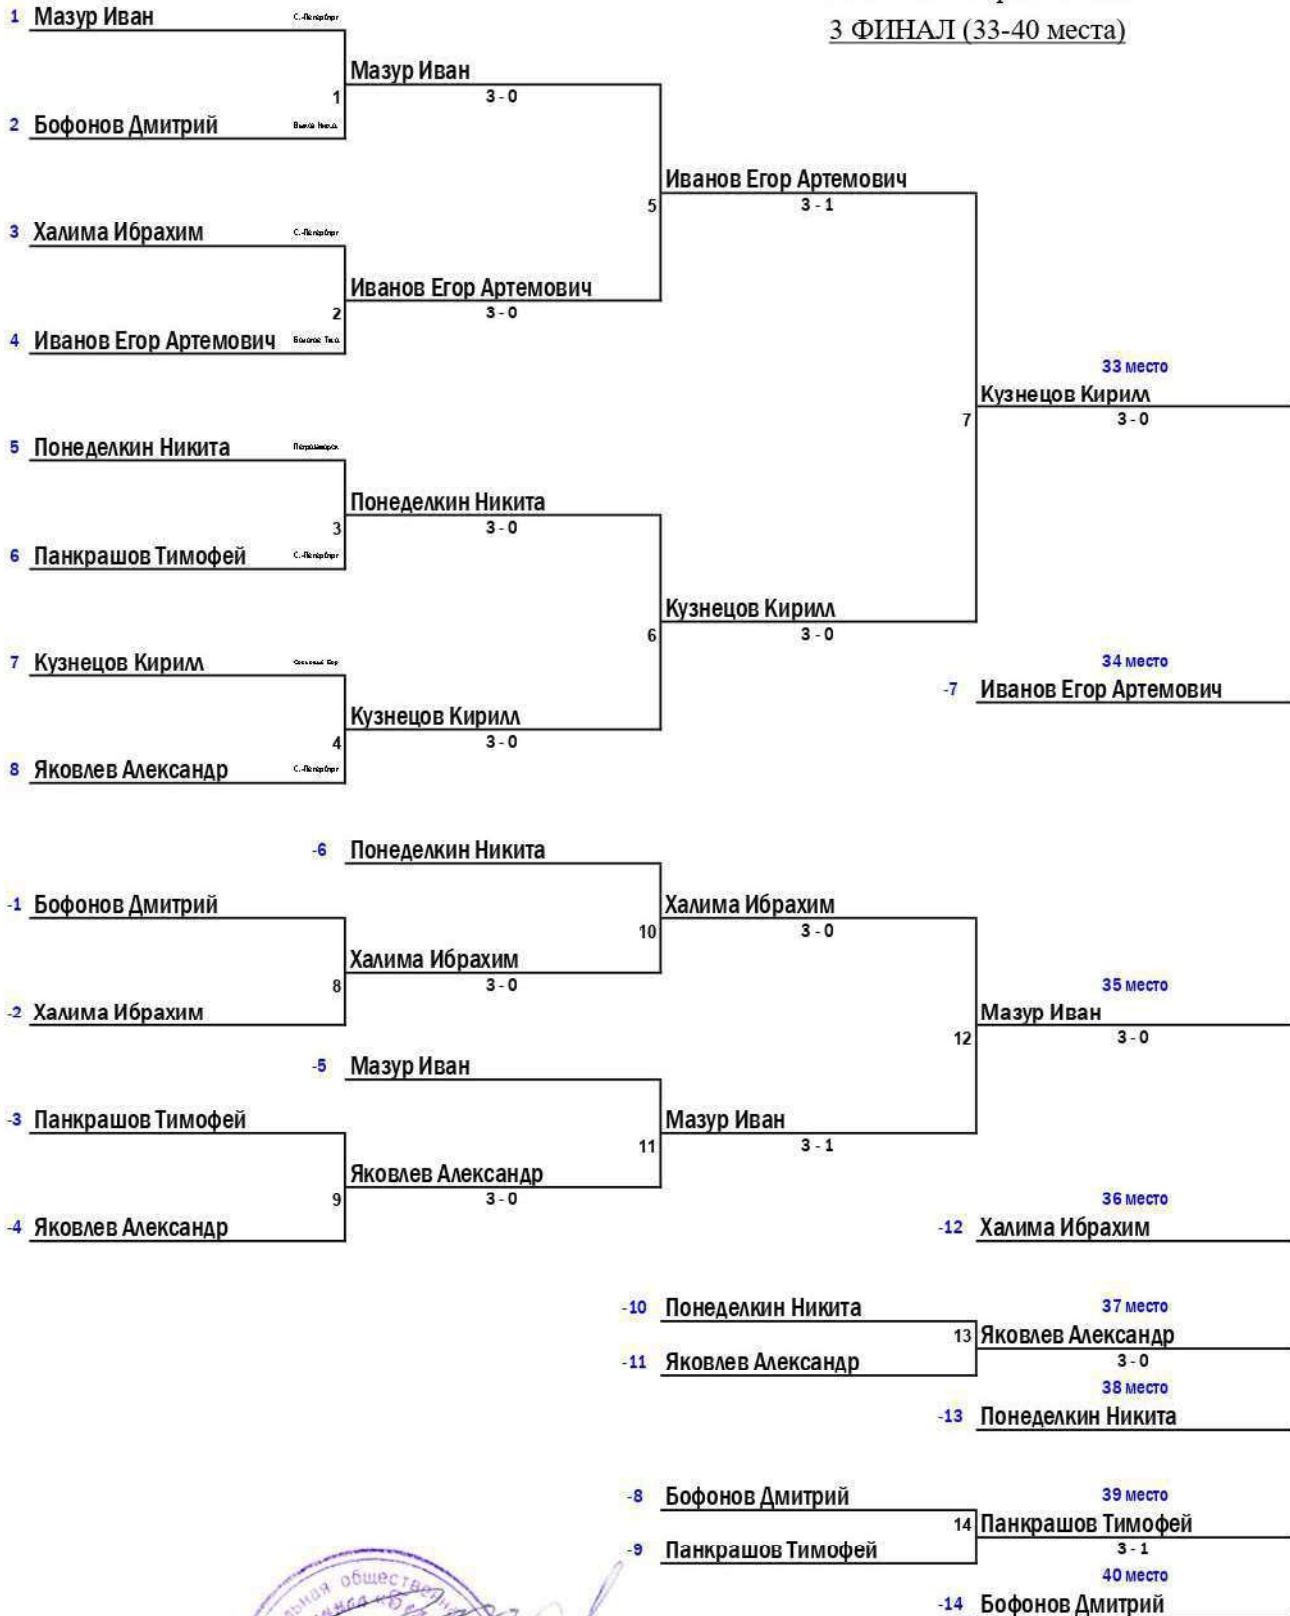 3 ФИНАЛ (33-40 места)
1 Мазур Иван С.-Петербург
Мазур Иван
1 3 - 0
2 Бофонов Дмитрий
Иванов Егор Артемович
5 3 - 1
3 Халима Ибрахим С.-Петербург
Иванов Егор Артемович
2 3 - 0
4 Иванов Егор Артемович
33 место
Кузнецов Кирилл
7 3 - 0
5 Понеделкин Никита
Понеделкин Никита
3 3 - 0
6 Панкрашов Тимофей С.-Петербург
Кузнецов Кирилл
6 3 - 0
7 Кузнецов Кирилл
34 место
-7 Иванов Егор Артемович
Кузнецов Кирилл
4 3 - 0
8 Яковлев Александр С.-Петербург
-6 Понеделкин Никита
-1 Бофонов Дмитрий
Халима Ибрахим
10 3 - 0
Халима Ибрахим
8 3 - 0
35 место
-2 Халима Ибрахим
Мазур Иван
12 3 - 0
-5 Мазур Иван
-3 Панкрашов Тимофей
Мазур Иван
11 3 - 1
Яковлев Александр
9 3 - 0
36 место
-4 Яковлев Александр
-12 Халима Ибрахим
-10 Понеделкин Никита
37 место
13 Яковлев Александр
-11 Яковлев Александр
3 - 0
38 место
-13 Понеделкин Никита
-8 Бофонов Дмитрий
39 место
14 Панкрашов Тимофей
-9 Панкрашов Тимофей
3 - 1
40 место
-14 Бофонов Дмитрий